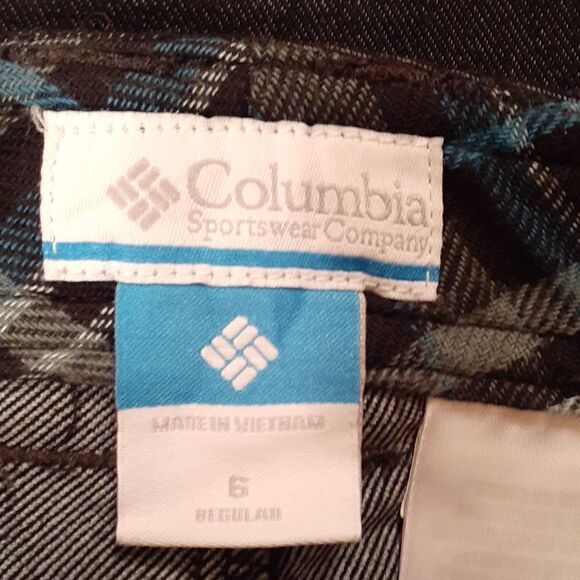 Columbia
Sportswear Company
MADE IN VIETNAM
6
REGULAR